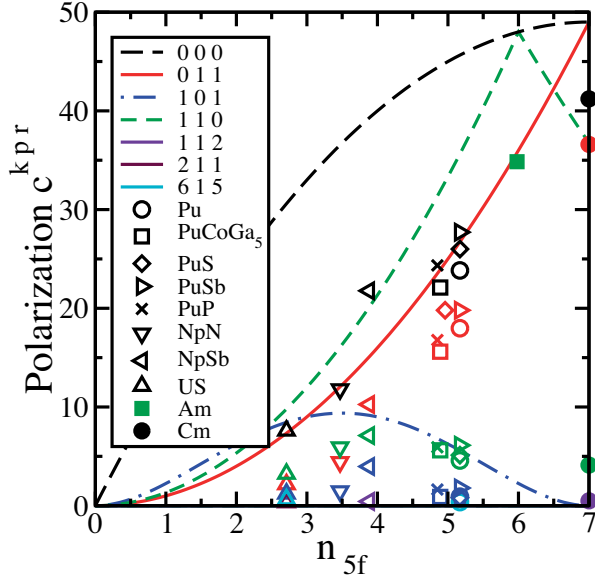 50
40
30
20
10
0
Polarization c^kpr
0 0 0
0 1 1
1 0 1
1 1 0
1 1 2
2 1 1
6 1 5
Pu
PuCoGa₅
PuS
PuSb
PuP
NpN
NpSb
US
Am
Cm
0 1 2 3 4 5 6 7
n₅f